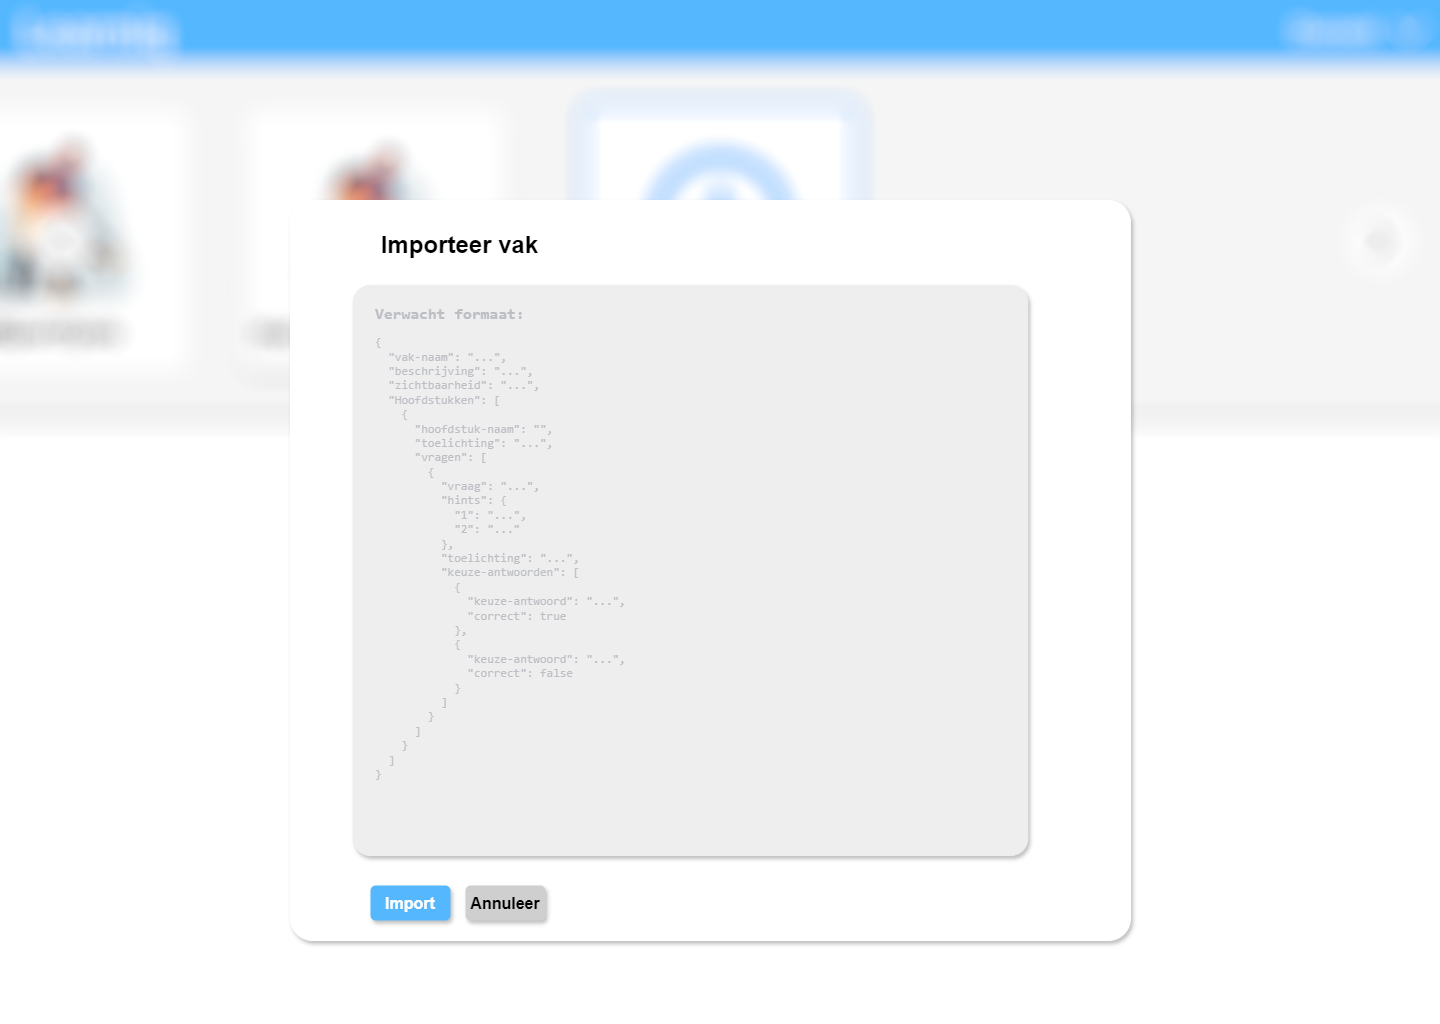 Importeer vak
Verwacht formaat:
{
  "vak-naam": "...",
  "beschrijving": "...",
  "zichtbaarheid": "...",
  "Hoofdstukken": [
    {
      "hoofdstuk-naam": "",
      "toelichting": "...",
      "vragen": [
        {
          "vraag": "...",
          "hints": {
            "1": "...",
            "2": "..."
          },
          "toelichting": "...",
          "keuze-antwoorden": [
            {
              "keuze-antwoord": "...",
              "correct": true
            },
            {
              "keuze-antwoord": "...",
              "correct": false
            }
          ]
        }
      ]
    }
  ]
}
Import
Annuleer